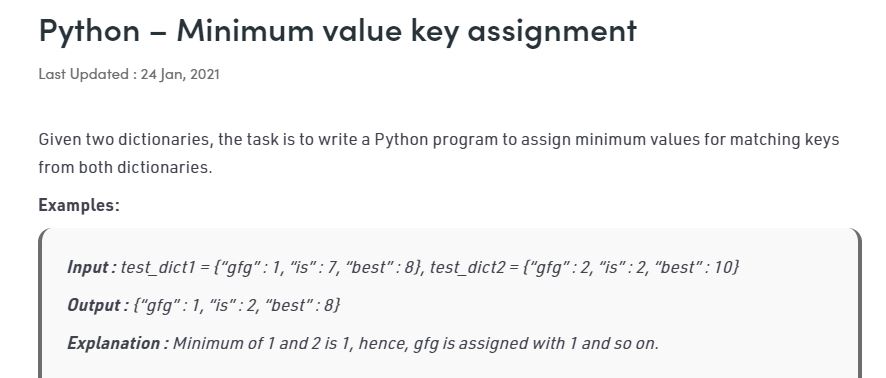 Python – Minimum value key assignment
Last Updated : 24 Jan, 2021
Given two dictionaries, the task is to write a Python program to assign minimum values for matching keys
from both dictionaries.
Examples:
Input : test_dict1 = {“gfg” : 1, “is” : 7, “best” : 8}, test_dict2 = {“gfg” : 2, “is” : 2, “best” : 10}
Output : {“gfg” : 1, “is” : 2, “best” : 8}
Explanation : Minimum of 1 and 2 is 1, hence, gfg is assigned with 1 and so on.